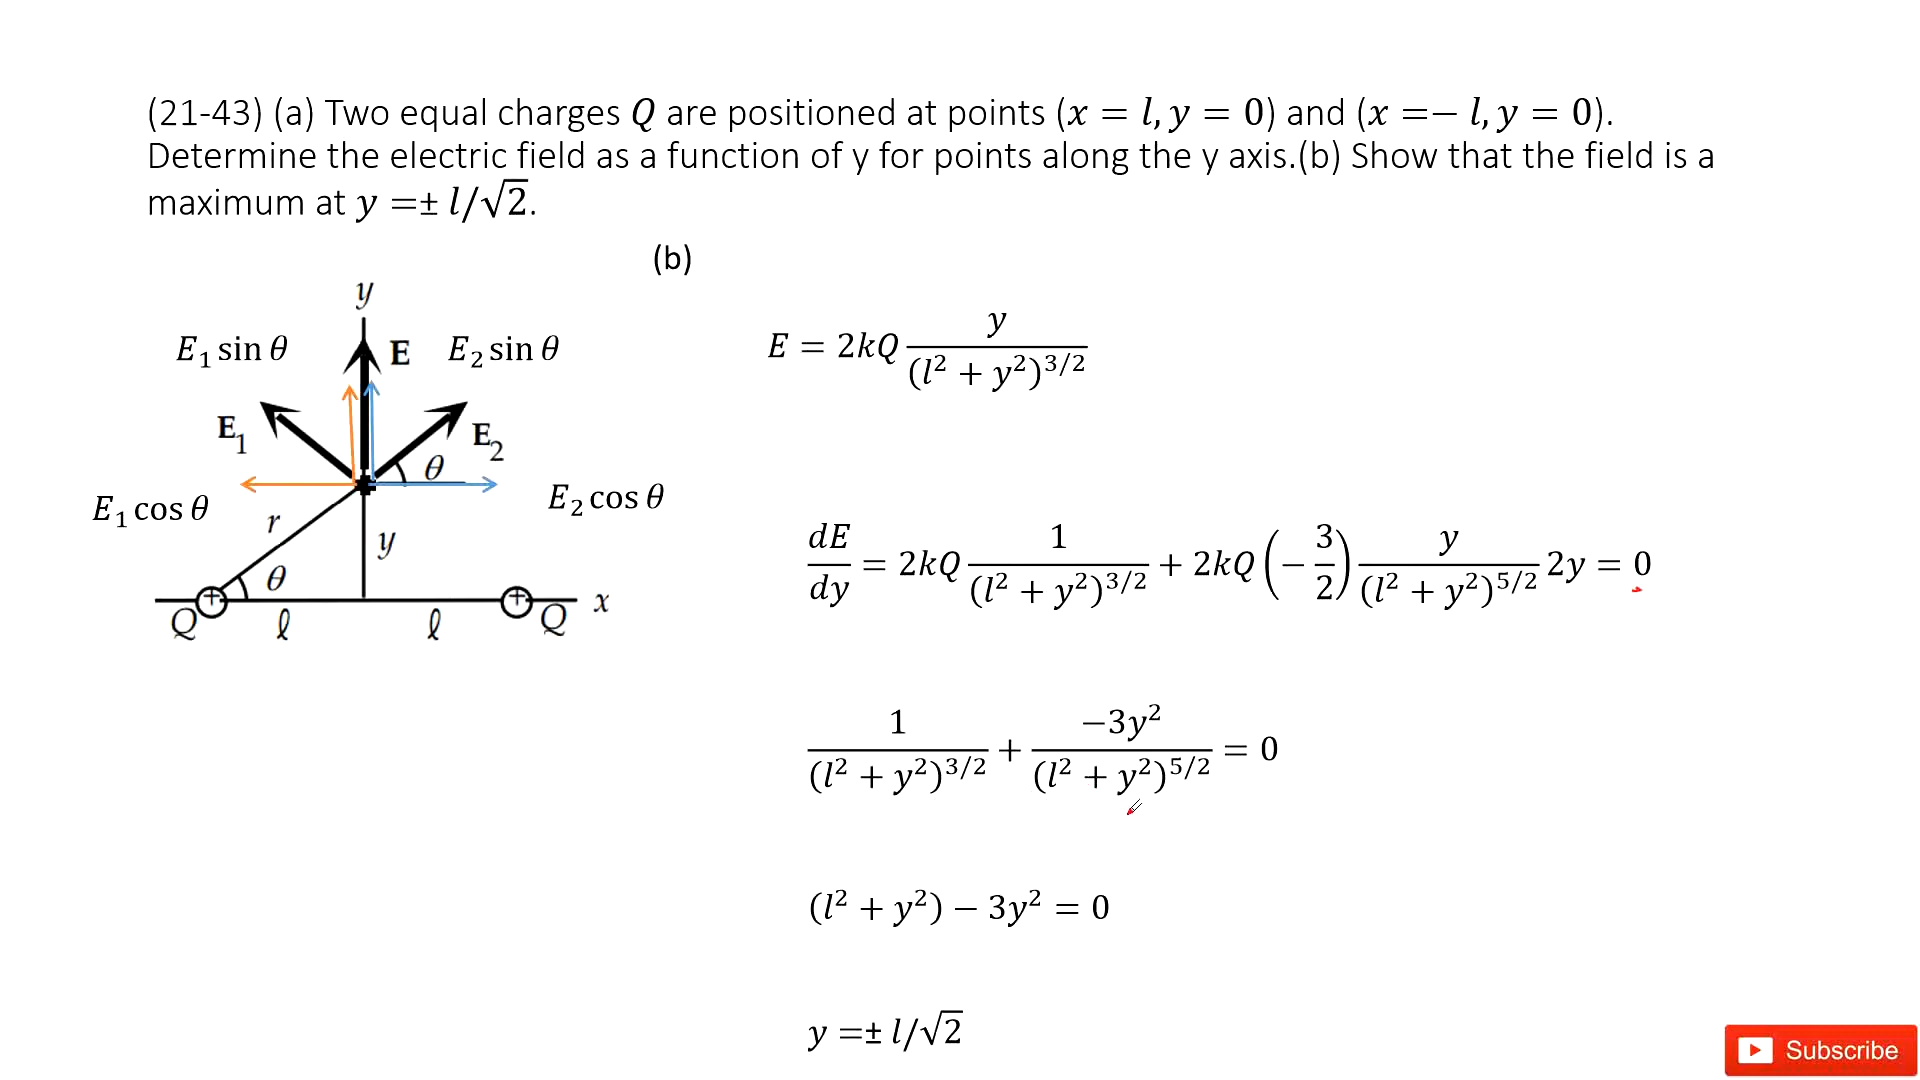 (21-43) (a) Two equal charges Q are positioned at points (x = l, y = 0) and (x =− l, y = 0).
Determine the electric field as a function of y for points along the y axis.(b) Show that the field is a
maximum at y =± l/√2.
(b)
y
E₁ sin θ
E
E₂ sin θ
E = 2kQ y/(l² + y²)^3/2
E₁
E₂
θ
E₁ cos θ
E₂ cos θ
r
y
dE/dy = 2kQ 1/(l² + y²)^3/2 + 2kQ (−3/2) y/(l² + y²)^5/2 2y = 0
θ
Q
ℓ
ℓ
Q
x
1/(l² + y²)^3/2 + −3y²/(l² + y²)^5/2 = 0
(l² + y²) − 3y² = 0
y =± l/√2
Subscribe